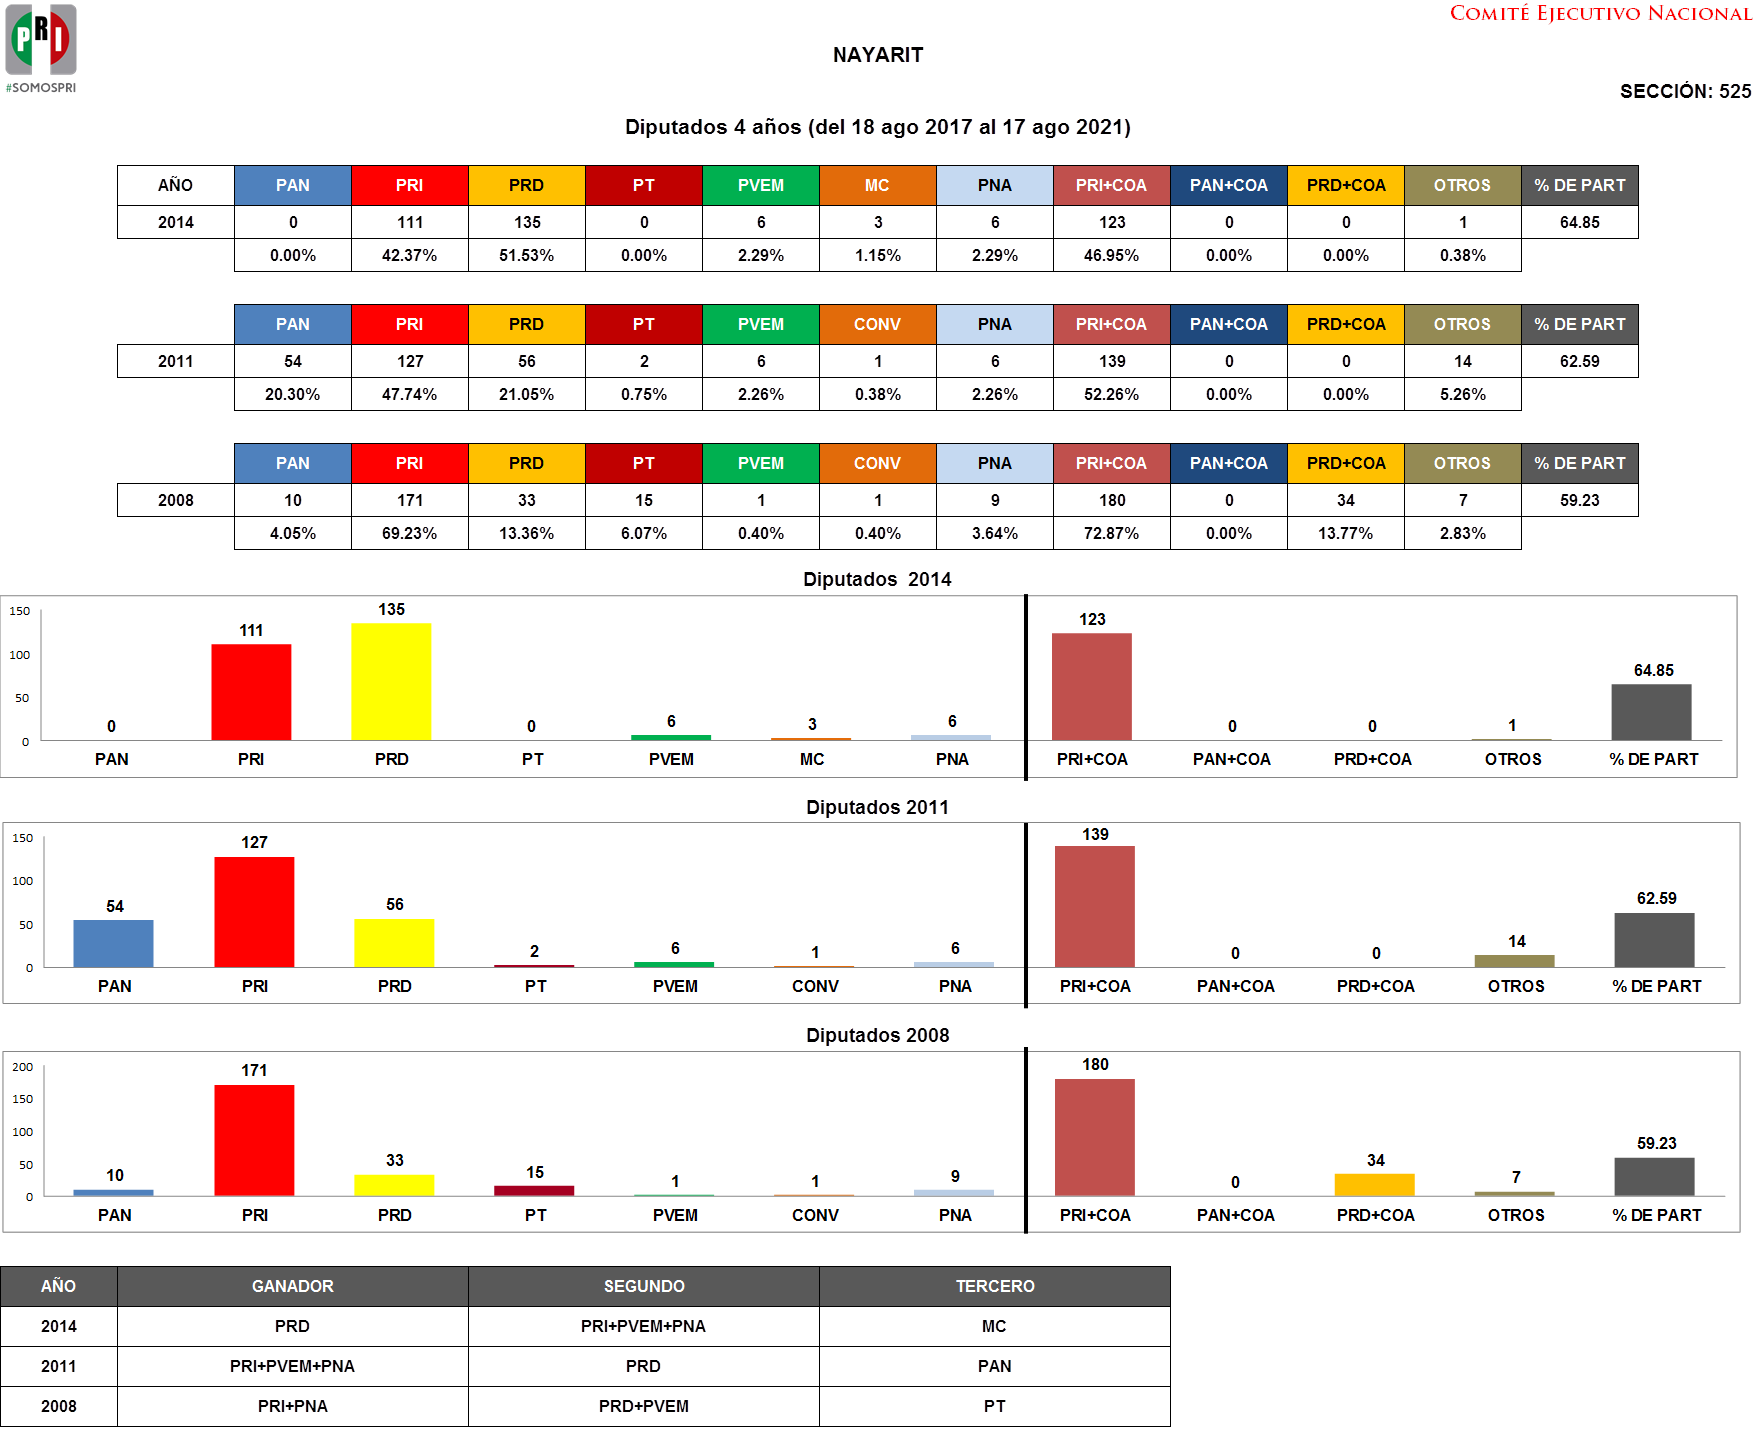 PRI
#SOMOSPRI
COMITÉ EJECUTIVO NACIONAL
NAYARIT
SECCIÓN: 525
Diputados 4 años (del 18 ago 2017 al 17 ago 2021)
AÑO PAN PRI PRD PT PVEM MC PNA PRI+COA PAN+COA PRD+COA OTROS % DE PART
2014 0 111 135 0 6 3 6 123 0 0 1 64.85
0.00% 42.37% 51.53% 0.00% 2.29% 1.15% 2.29% 46.95% 0.00% 0.00% 0.38%
PAN PRI PRD PT PVEM CONV PNA PRI+COA PAN+COA PRD+COA OTROS % DE PART
2011 54 127 56 2 6 1 6 139 0 0 14 62.59
20.30% 47.74% 21.05% 0.75% 2.26% 0.38% 2.26% 52.26% 0.00% 0.00% 5.26%
PAN PRI PRD PT PVEM CONV PNA PRI+COA PAN+COA PRD+COA OTROS % DE PART
2008 10 171 33 15 1 1 9 180 0 34 7 59.23
4.05% 69.23% 13.36% 6.07% 0.40% 0.40% 3.64% 72.87% 0.00% 13.77% 2.83%
Diputados  2014
150
100
50
0
0 111 135 0 6 3 6 123 0 0 1 64.85
PAN PRI PRD PT PVEM MC PNA PRI+COA PAN+COA PRD+COA OTROS % DE PART
Diputados 2011
150
100
50
0
54 127 56 2 6 1 6 139 0 0 14 62.59
PAN PRI PRD PT PVEM CONV PNA PRI+COA PAN+COA PRD+COA OTROS % DE PART
Diputados 2008
200
150
100
50
0
10 171 33 15 1 1 9 180 0 34 7 59.23
PAN PRI PRD PT PVEM CONV PNA PRI+COA PAN+COA PRD+COA OTROS % DE PART
AÑO GANADOR SEGUNDO TERCERO
2014 PRD PRI+PVEM+PNA MC
2011 PRI+PVEM+PNA PRD PAN
2008 PRI+PNA PRD+PVEM PT